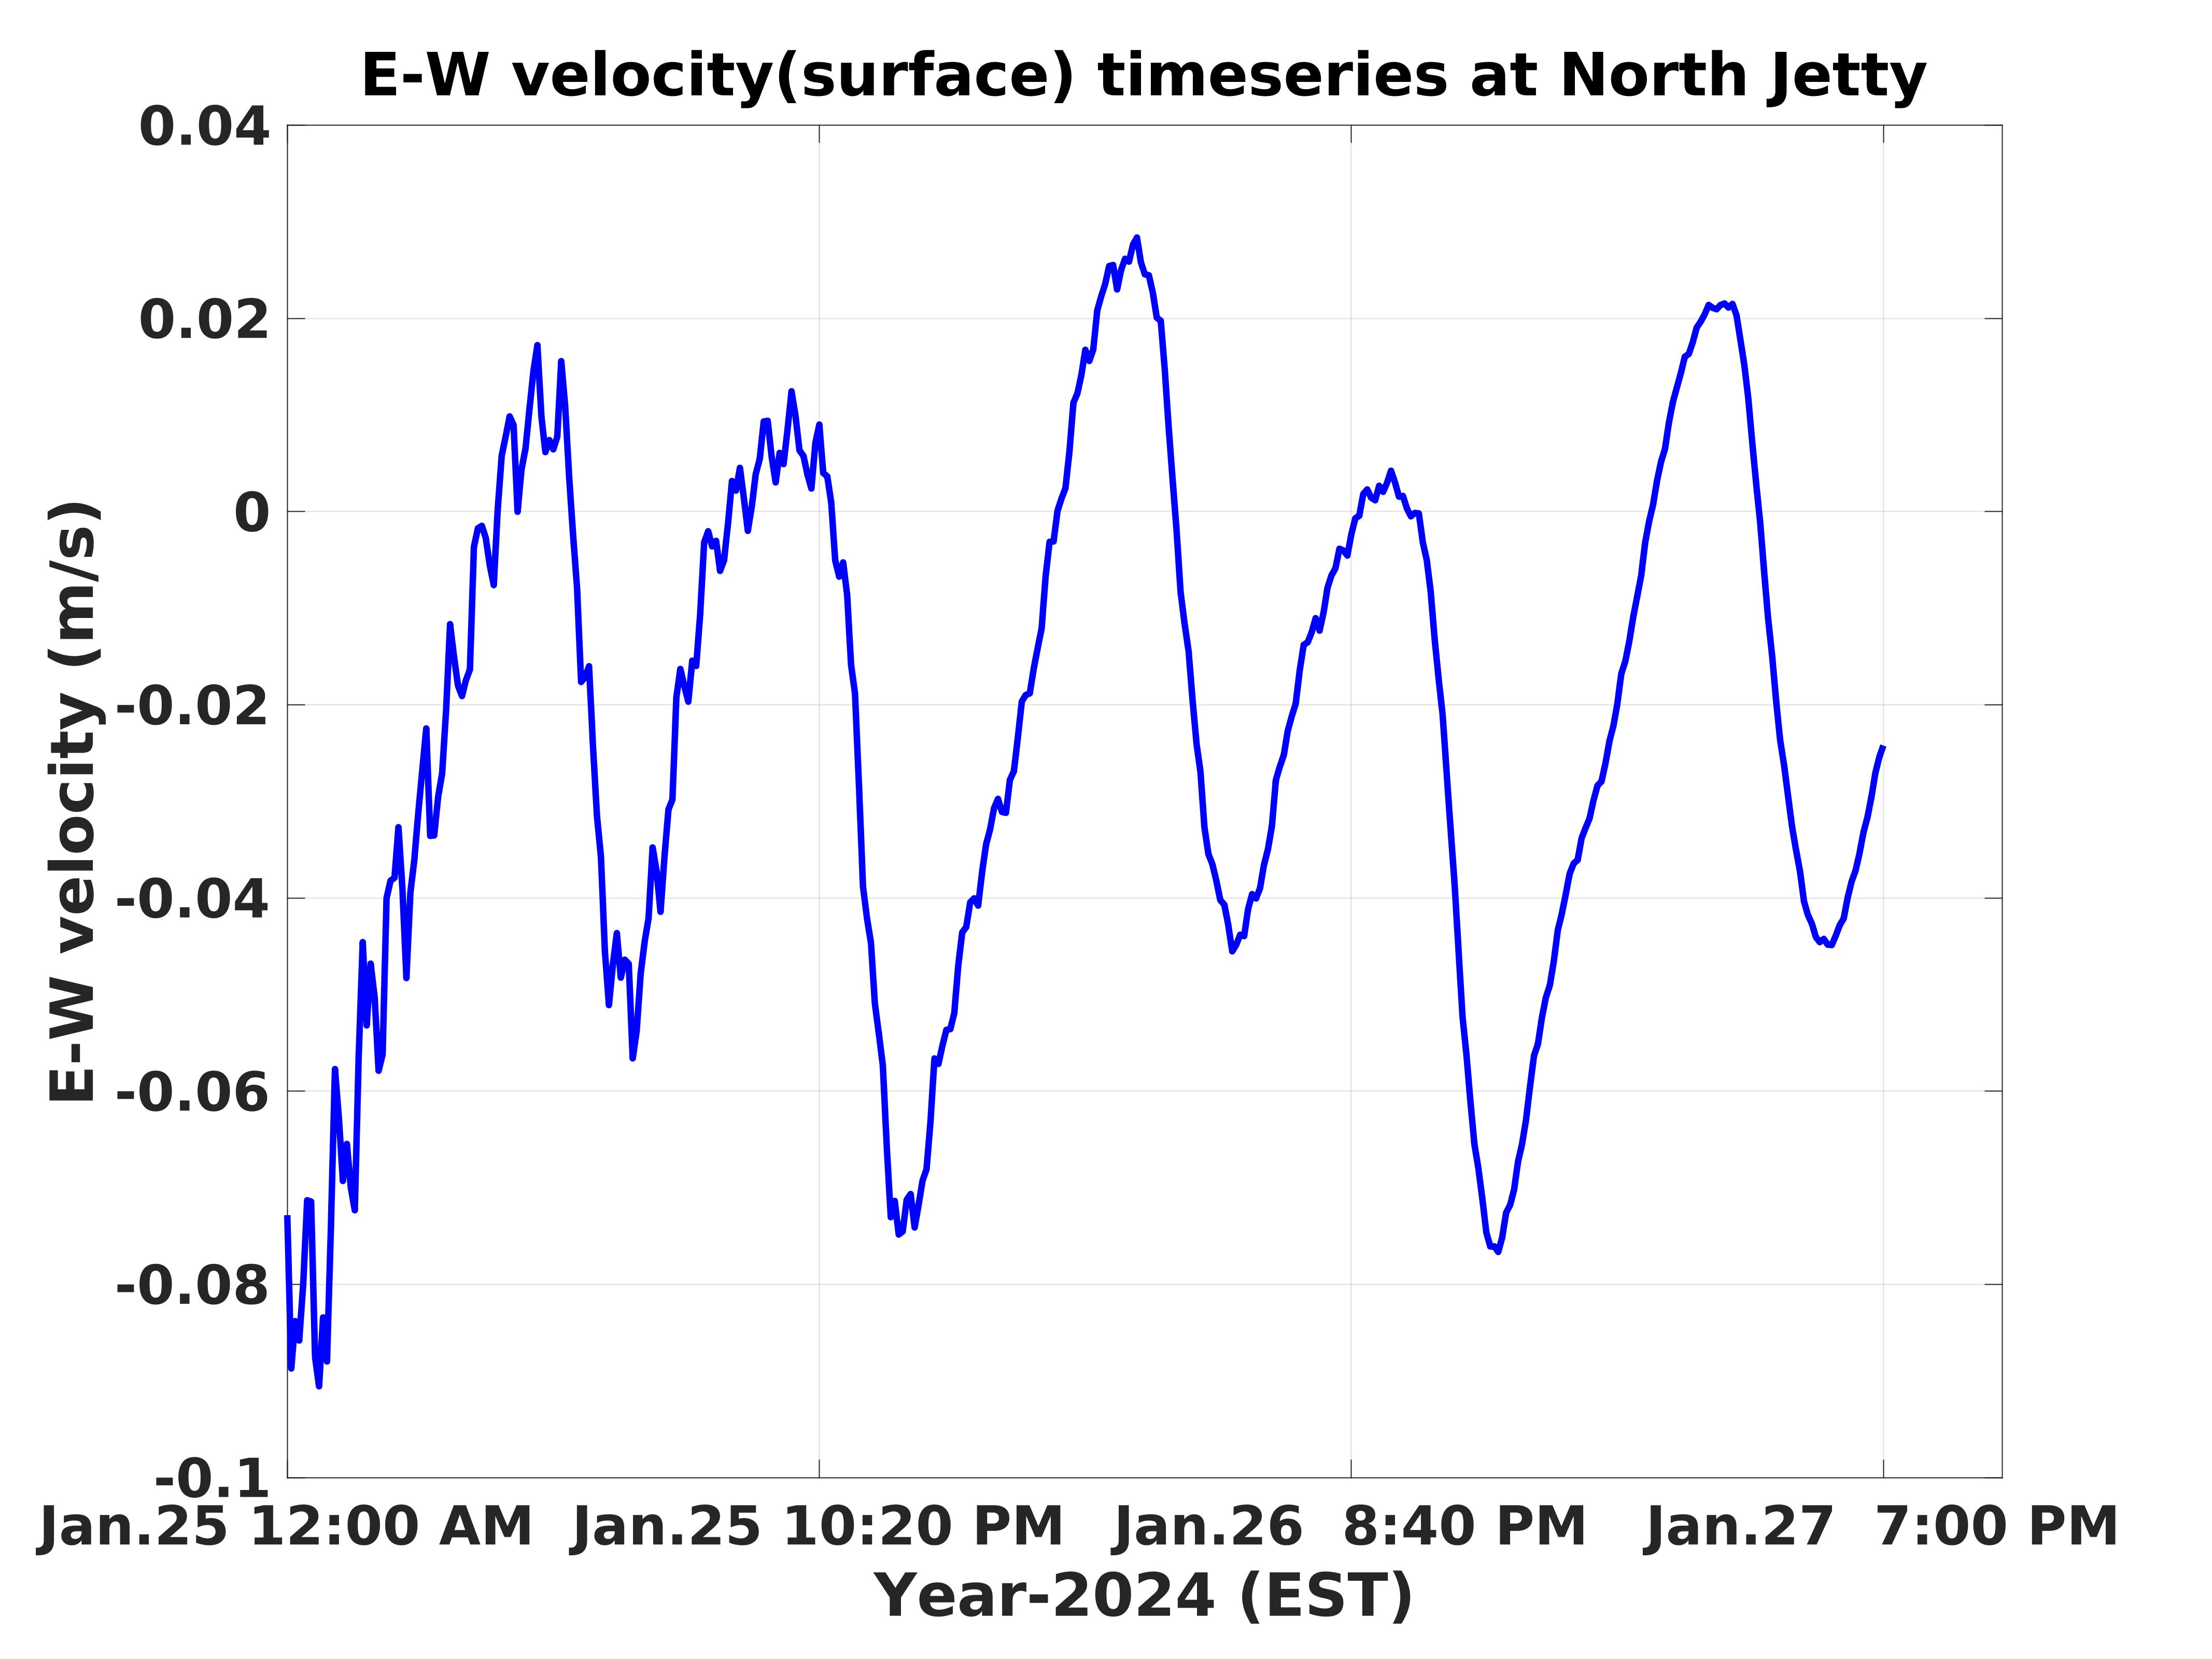 E-W velocity(surface) timeseries at North Jetty
E-W velocity (m/s)
0.04
0.02
0
-0.02
-0.04
-0.06
-0.08
-0.1
Jan.25 12:00 AM Jan.25 10:20 PM Jan.26 8:40 PM Jan.27 7:00 PM
Year-2024 (EST)